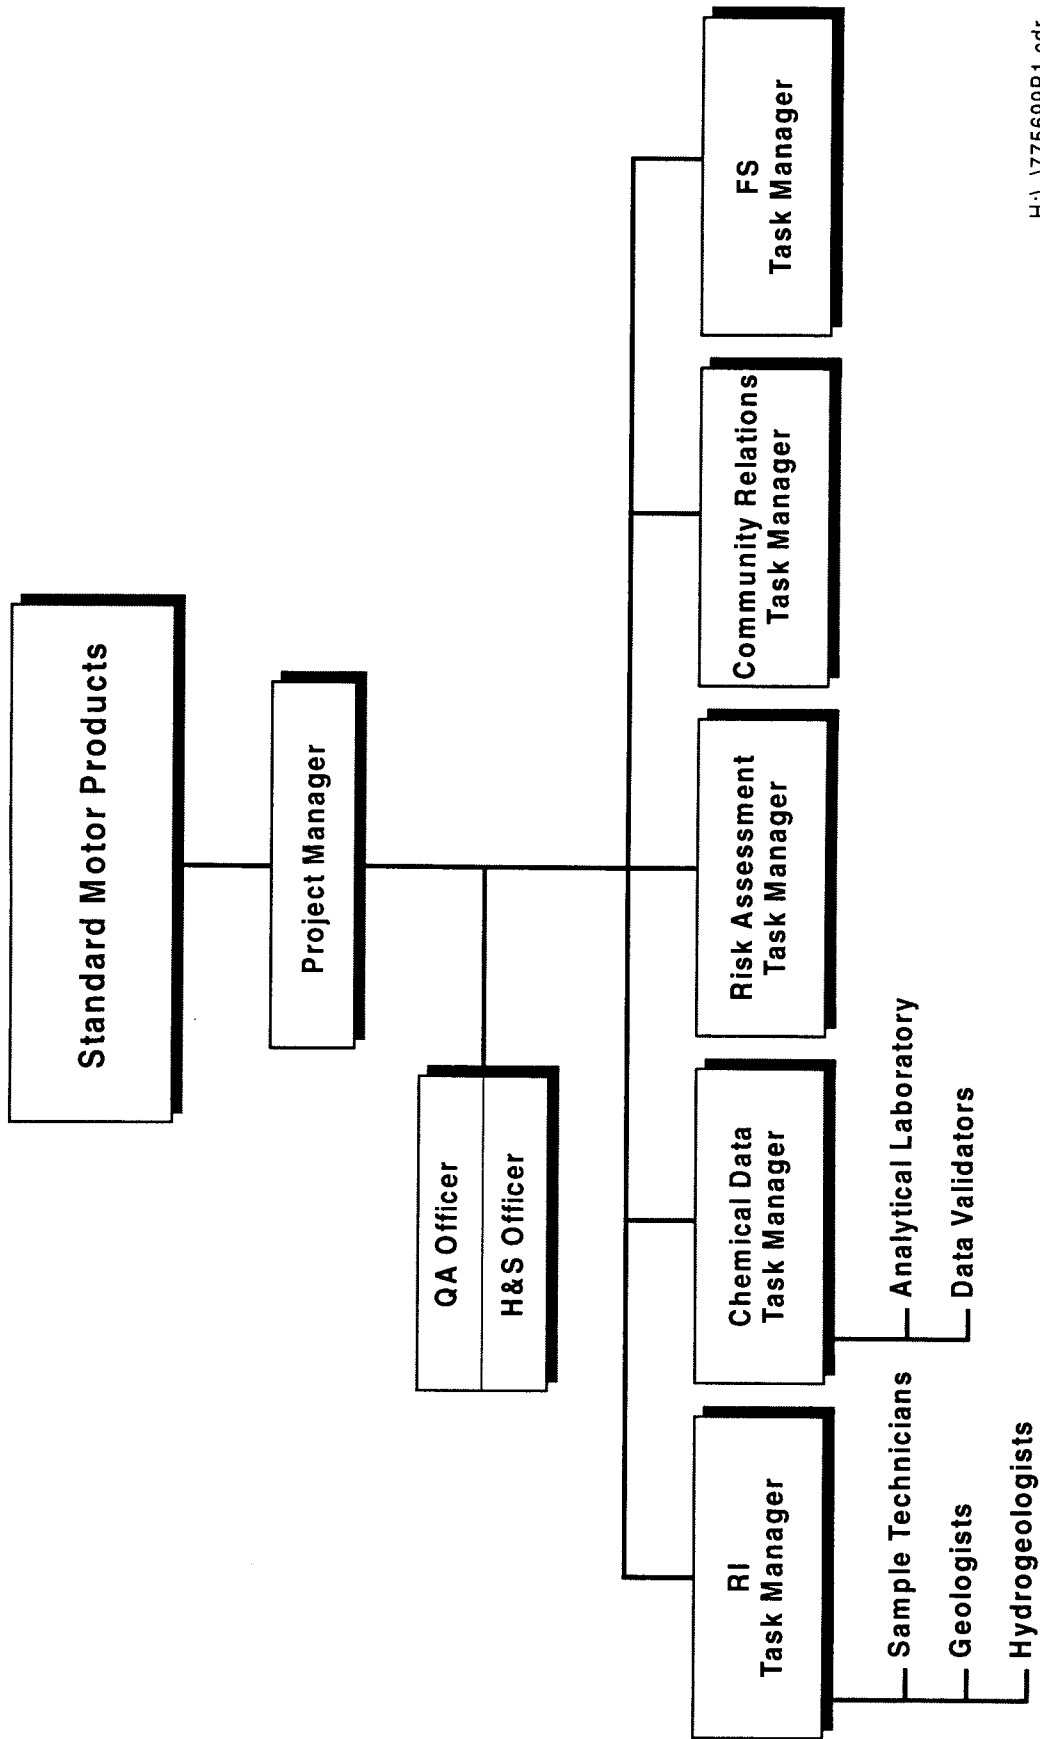 Standard Motor Products
Project Manager
QA Officer
H&S Officer
RI
Task Manager
Chemical Data
Task Manager
Risk Assessment
Task Manager
Community Relations
Task Manager
FS
Task Manager
Sample Technicians
Geologists
Hydrogeologists
Analytical Laboratory
Data Validators